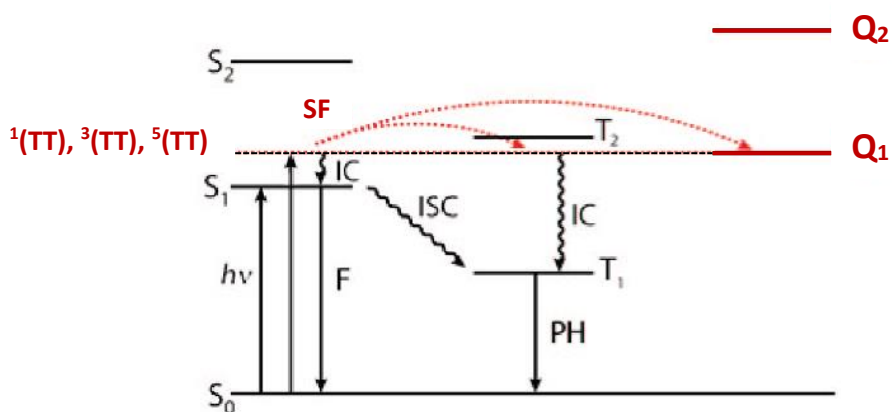 Q₂
S₂
SF
¹(TT), ³(TT), ⁵(TT)
T₂
Q₁
IC
S₁
ISC
IC
hν
F
T₁
PH
S₀